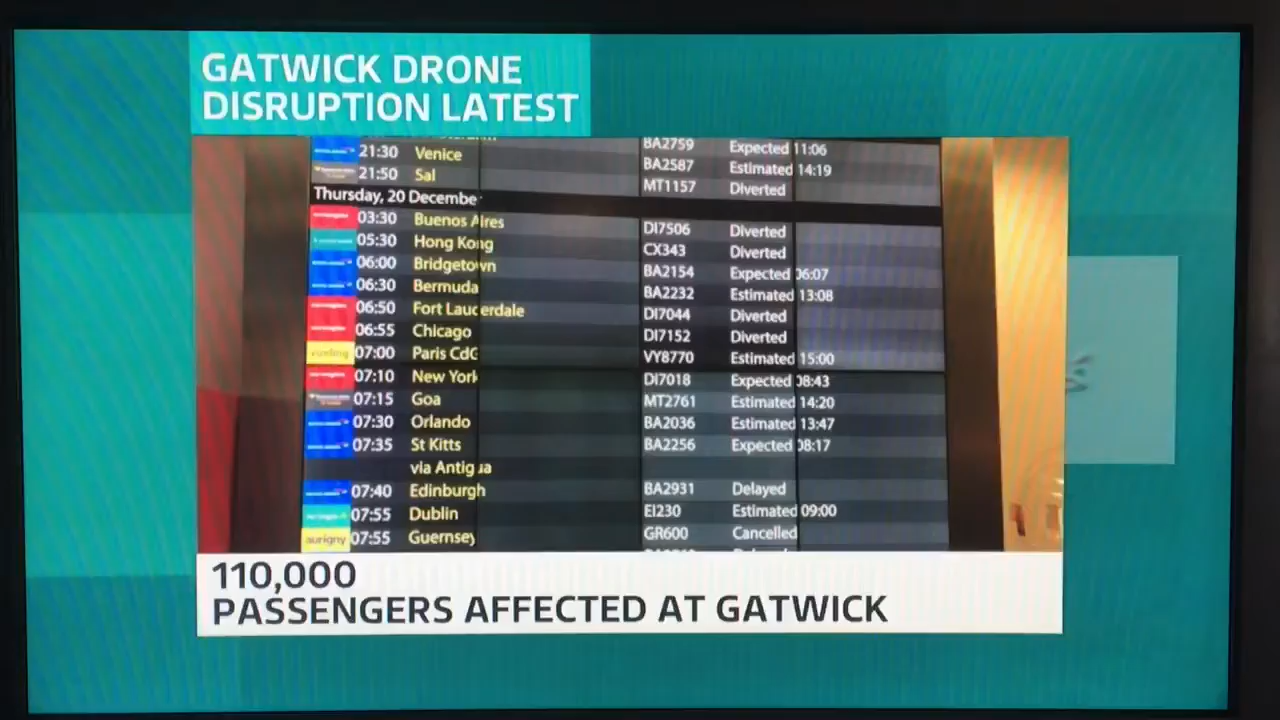 GATWICK DRONE
DISRUPTION LATEST
BA2759 Expected 11:06
21:30 Venice BA2587 Estimated 14:19
21:50 Sal MT1157 Diverted
Thursday, 20 Decembe
03:30 Buenos Aires DI7506 Diverted
05:30 Hong Kong CX343 Diverted
06:00 Bridgetown BA2154 Expected 06:07
06:30 Bermuda BA2232 Estimated 13:08
06:50 Fort Lauderdale DI7044 Diverted
06:55 Chicago DI7152 Diverted
vueling 07:00 Paris CdG VY8770 Estimated 15:00
07:10 New York DI7018 Expected 08:43
07:15 Goa MT2761 Estimated 14:20
07:30 Orlando BA2036 Estimated 13:47
07:35 St Kitts BA2256 Expected 08:17
via Antigua
07:40 Edinburgh BA2931 Delayed
07:55 Dublin EI230 Estimated 09:00
aurigny 07:55 Guernsey GR600 Cancelled
110,000
PASSENGERS AFFECTED AT GATWICK